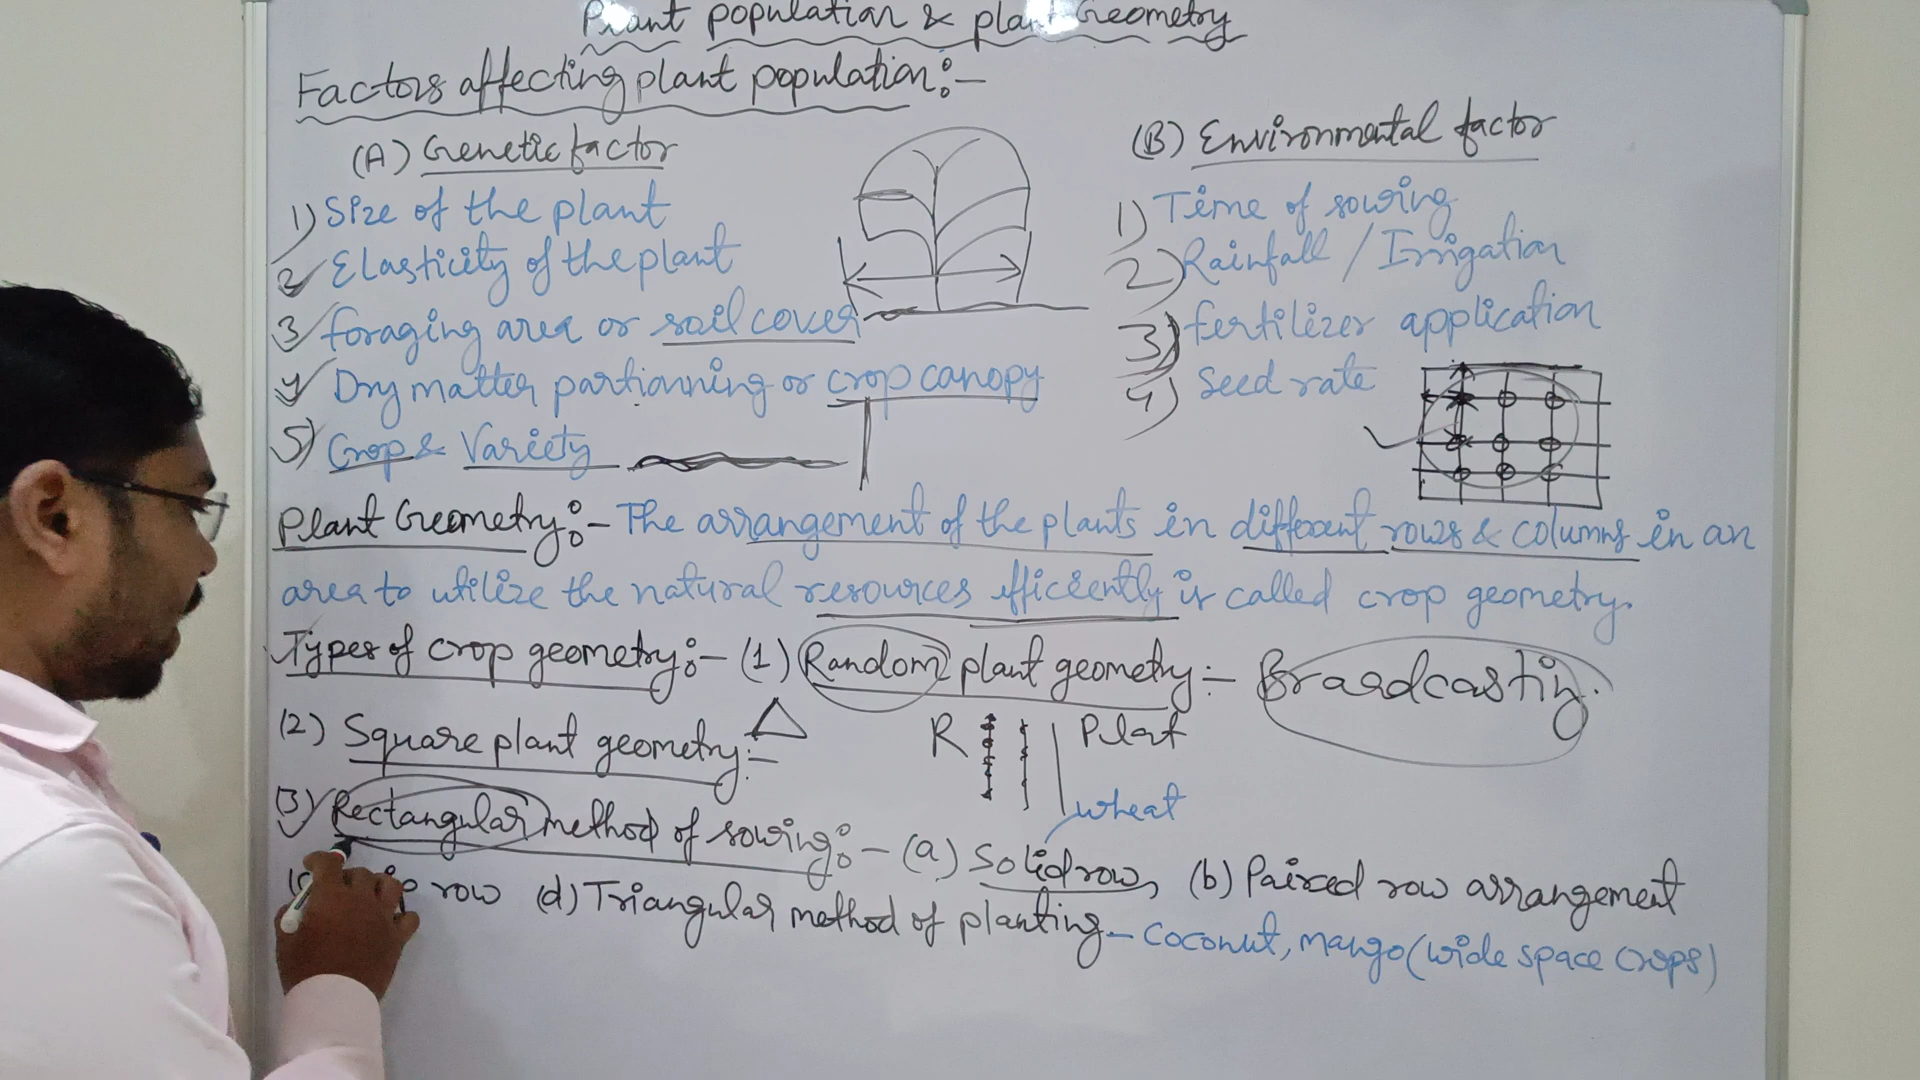 Plant population & plant Geometry
Factors affecting plant population:-
(A) Genetic factor
1) Size of the plant
2) Elasticity of the plant
3) foraging area or soil cover
4) Dry matter partionning or crop canopy
5) Crop & Variety
(B) Environmental factor
1) Time of sowing
2) Rainfall / Irrigation
3) fertilizer application
4) Seed rate
Plant Geometry:- The arrangement of the plants in different rows & columns in an
area to utilize the natural resources efficiently is called crop geometry.
Types of crop geometry:- (1) Random plant geometry:- Broadcasting.
(2) Square plant geometry:- R Plant
wheat
(3) Rectangular method of sowing:- (a) Solid row, (b) Paired row arrangement
row (d) Triangular method of planting - Coconut, Mango (wide space crops)